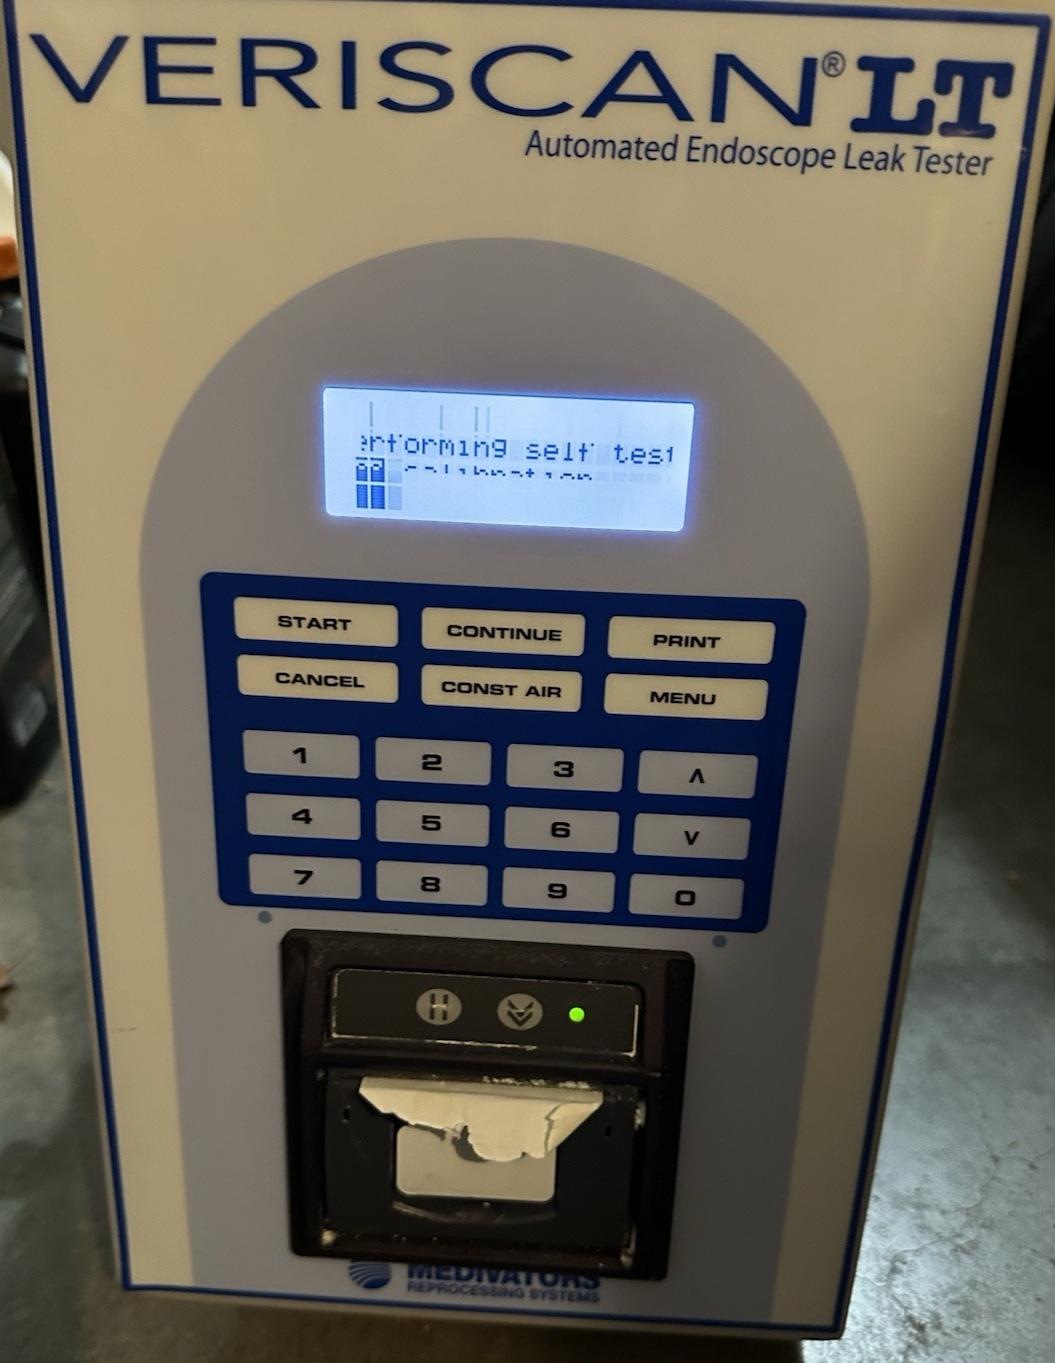 VERISCAN® LT
Automated Endoscope Leak Tester
erforming self test
START
CONTINUE
PRINT
CANCEL
CONST AIR
MENU
1
2
3
∧
4
5
6
∨
7
8
9
0
MEDIVATORS
REPROCESSING SYSTEMS